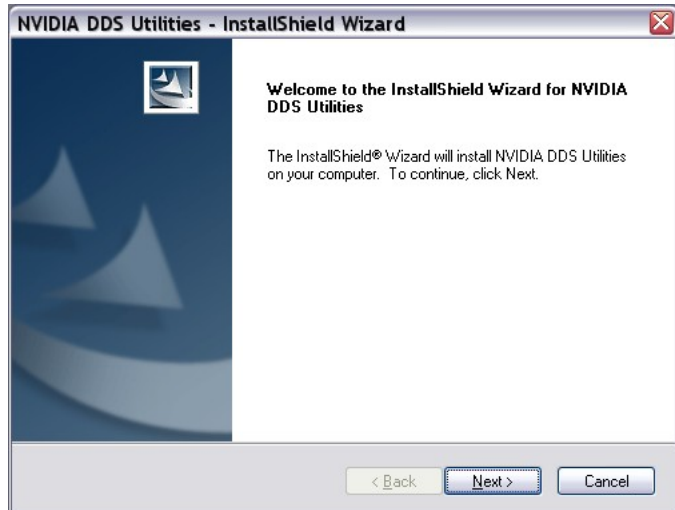 NVIDIA DDS Utilities - InstallShield Wizard
Welcome to the InstallShield Wizard for NVIDIA
DDS Utilities
The InstallShield® Wizard will install NVIDIA DDS Utilities
on your computer. To continue, click Next.
< Back
Next >
Cancel